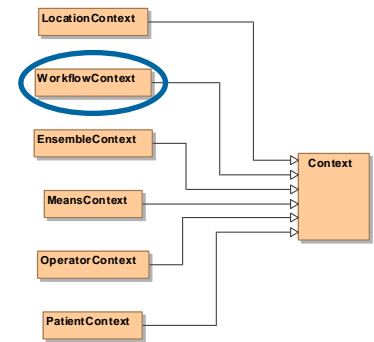 LocationContext
WorkflowContext
EnsembleContext
Context
MeansContext
OperatorContext
PatientContext